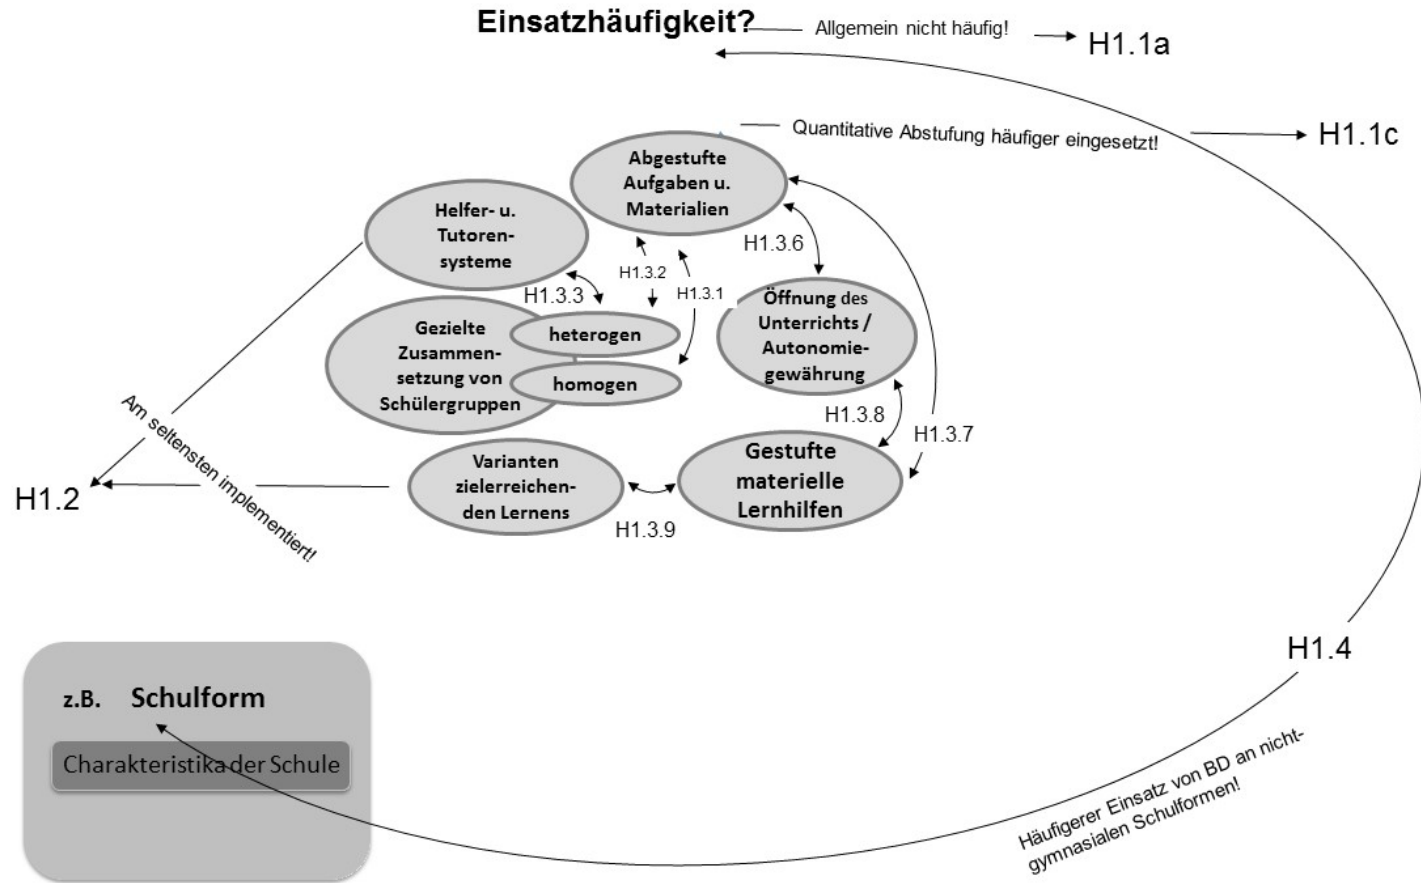 Einsatzhäufigkeit?
Allgemein nicht häufig!
H1.1a
Quantitative Abstufung häufiger eingesetzt!
H1.1c
Abgestufte
Aufgaben u.
Materialien
Helfer- u.
Tutoren-
systeme
H1.3.6
H1.3.2
H1.3.1
H1.3.3
Öffnung des
Unterrichts /
Autonomie-
gewährung
Gezielte
Zusammen-
setzung von
Schülergruppen
heterogen
homogen
H1.3.8
H1.3.7
Am seltensten implementiert!
H1.2
Varianten
zielerreichen-
den Lernens
Gestufte
materielle
Lernhilfen
H1.3.9
H1.4
z.B. Schulform
Charakteristika der Schule
Häufigerer Einsatz von BD an nicht-
gymnasialen Schulformen!